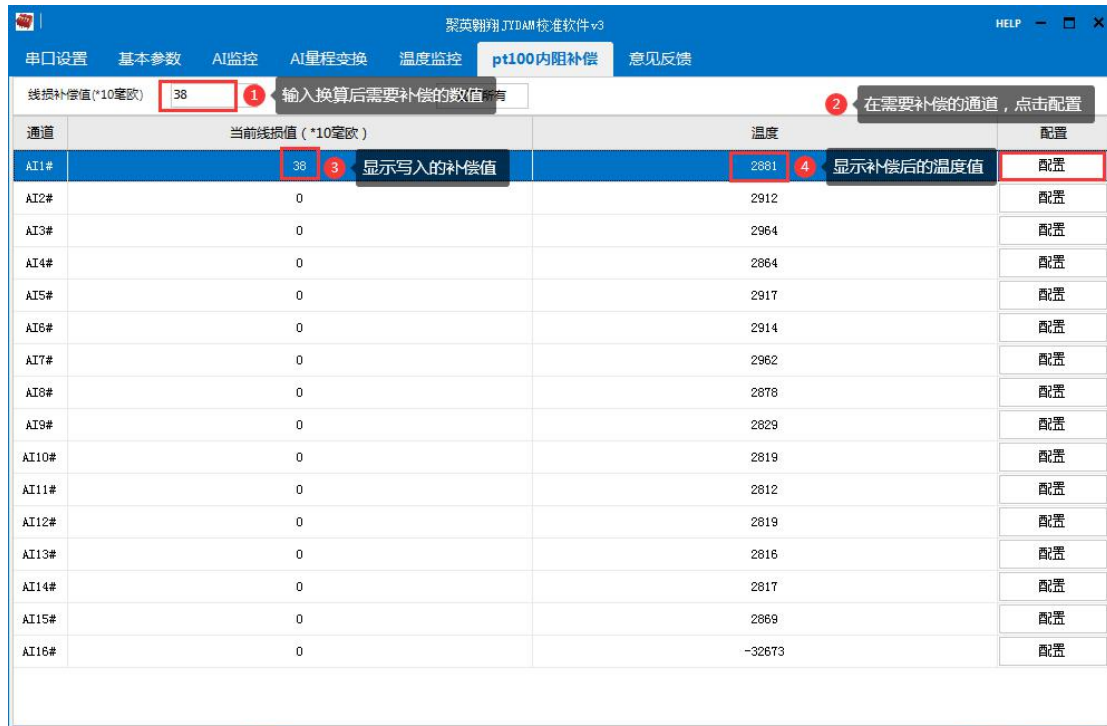 聚英翱翔JYDAM校准软件v3 HELP
串口设置 基本参数 AI监控 AI量程变换 温度监控 pt100内阻补偿 意见反馈
线损补偿值(*10毫欧) 38 1 输入换算后需要补偿的数值 所有 2 在需要补偿的通道，点击配置
通道 当前线损值(*10毫欧) 温度 配置
AI1# 38 3 显示写入的补偿值 2881 4 显示补偿后的温度值 配置
AI2# 0 2912 配置
AI3# 0 2964 配置
AI4# 0 2864 配置
AI5# 0 2917 配置
AI6# 0 2914 配置
AI7# 0 2962 配置
AI8# 0 2878 配置
AI9# 0 2829 配置
AI10# 0 2819 配置
AI11# 0 2812 配置
AI12# 0 2819 配置
AI13# 0 2816 配置
AI14# 0 2817 配置
AI15# 0 2869 配置
AI16# 0 -32673 配置